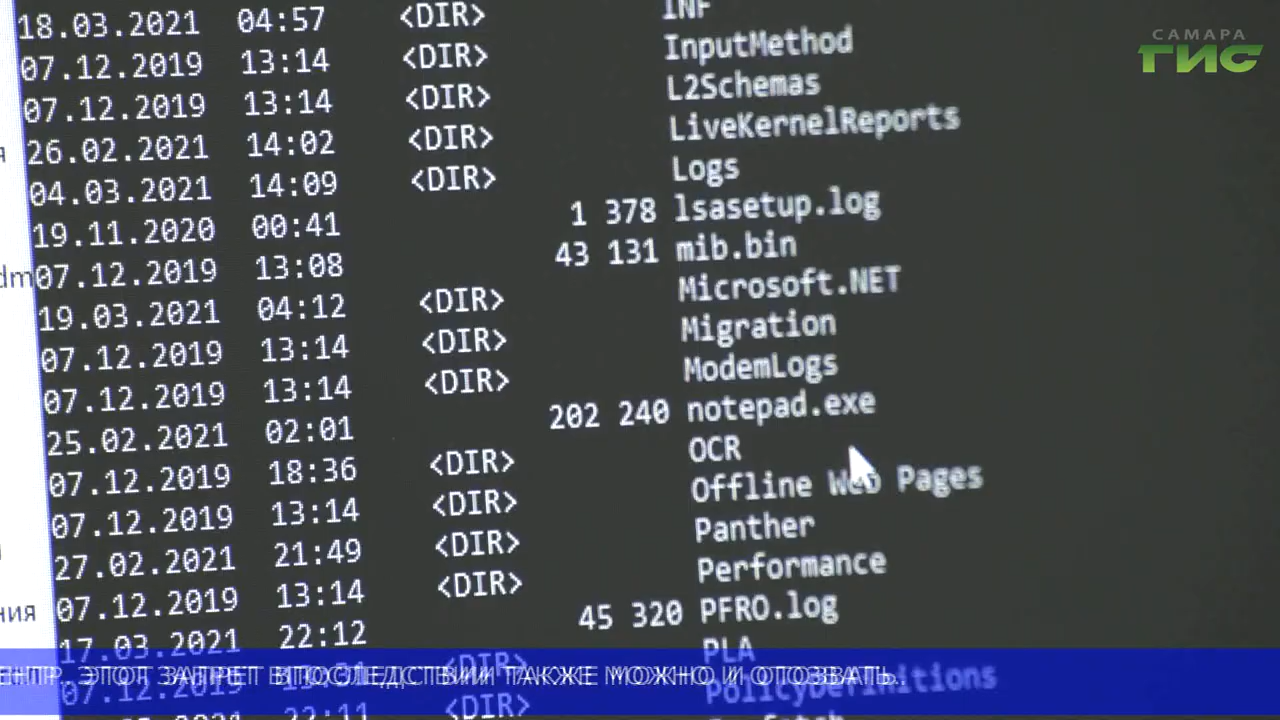 САМАРА
ГИС
18.03.2021 04:57 <DIR> INF
07.12.2019 13:14 <DIR> InputMethod
07.12.2019 13:14 <DIR> L2Schemas
26.02.2021 14:02 <DIR> LiveKernelReports
04.03.2021 14:09 <DIR> Logs
19.11.2020 00:41 1 378 lsasetup.log
07.12.2019 13:08 43 131 mib.bin
19.03.2021 04:12 <DIR> Microsoft.NET
07.12.2019 13:14 <DIR> Migration
07.12.2019 13:14 <DIR> ModemLogs
25.02.2021 02:01 202 240 notepad.exe
07.12.2019 18:36 <DIR> OCR
07.12.2019 13:14 <DIR> Offline Web Pages
27.02.2021 21:49 <DIR> Panther
07.12.2019 13:14 <DIR> Performance
17.03.2021 22:12 45 320 PFRO.log
<DIR> PLA
22:11 <DIR> PolicyDefinitions
ЭТОТ ЗАПРЕТ ВПОСЛЕДСТВИИ ТАКЖЕ МОЖНО И ОТОЗВАТЬ.